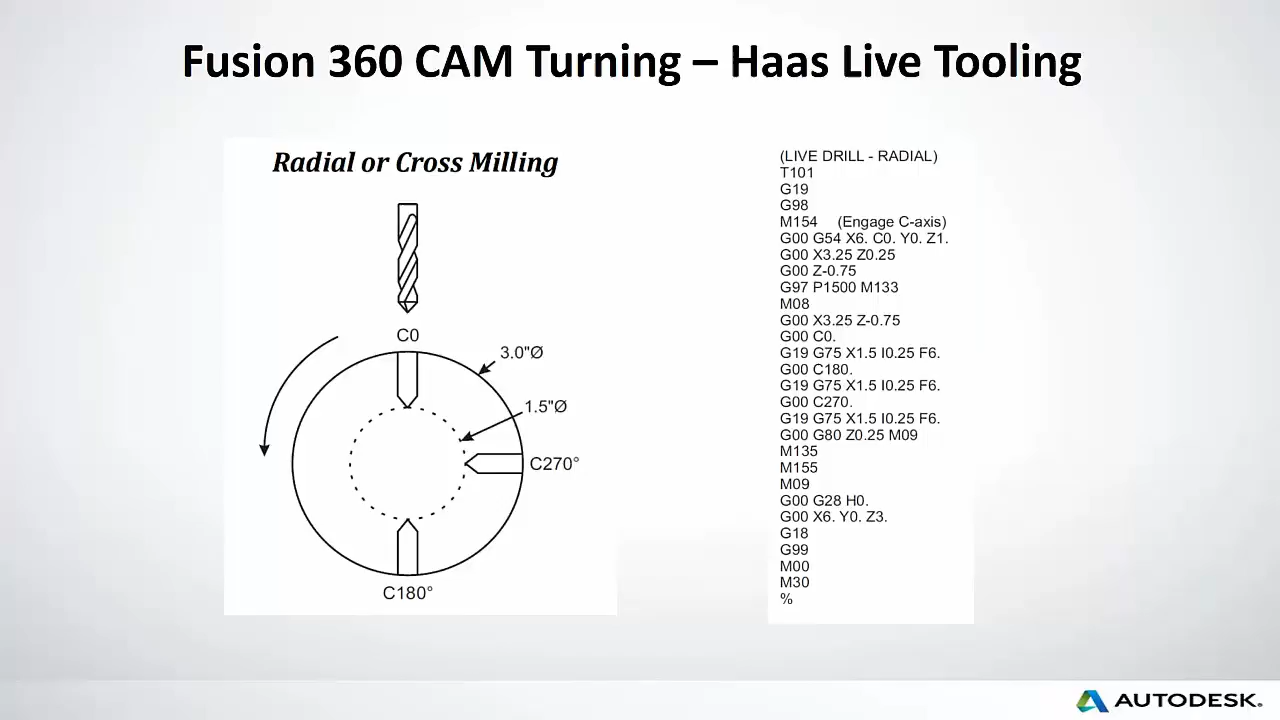 Fusion 360 CAM Turning – Haas Live Tooling
Radial or Cross Milling
C0
3.0"Ø
1.5"Ø
C270°
C180°
(LIVE DRILL - RADIAL)
T101
G19
G98
M154 (Engage C-axis)
G00 G54 X6. C0. Y0. Z1.
G00 X3.25 Z0.25
G00 Z-0.75
G97 P1500 M133
M08
G00 X3.25 Z-0.75
G00 C0.
G19 G75 X1.5 I0.25 F6.
G00 C180.
G19 G75 X1.5 I0.25 F6.
G00 C270.
G19 G75 X1.5 I0.25 F6.
G00 G80 Z0.25 M09
M135
M155
M09
G00 G28 H0.
G00 X6. Y0. Z3.
G18
G99
M00
M30
%
AUTODESK.